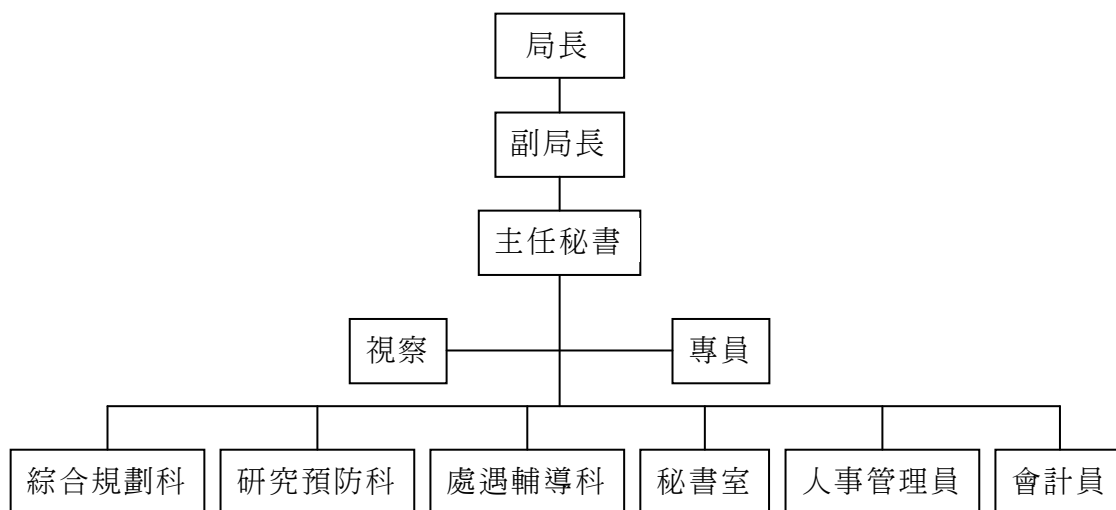 局長
副局長
主任秘書
視察
專員
綜合規劃科
研究預防科
處遇輔導科
秘書室
人事管理員
會計員